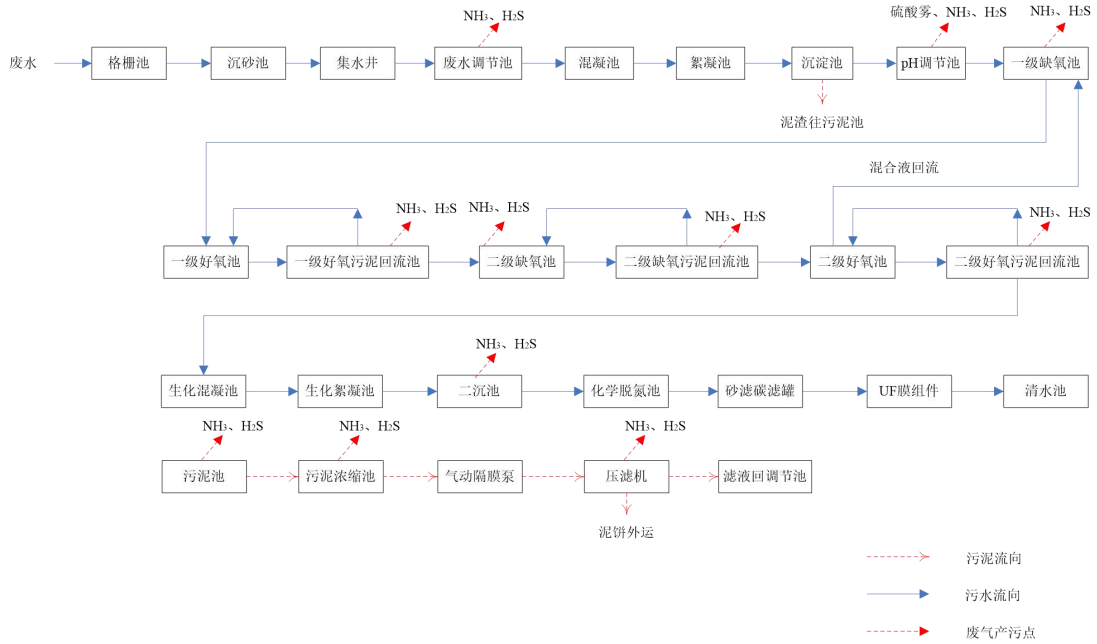 NH₃、H₂S
硫酸雾、NH₃、H₂S
NH₃、H₂S
废水
格栅池
沉砂池
集水井
废水调节池
混凝池
絮凝池
沉淀池
pH调节池
一级缺氧池
泥渣往污泥池
混合液回流
NH₃、H₂S
NH₃、H₂S
NH₃、H₂S
NH₃、H₂S
一级好氧池
一级好氧污泥回流池
二级缺氧池
二级缺氧污泥回流池
二级好氧池
二级好氧污泥回流池
NH₃、H₂S
生化混凝池
生化絮凝池
二沉池
化学脱氮池
砂滤碳滤罐
UF膜组件
清水池
NH₃、H₂S
NH₃、H₂S
NH₃、H₂S
污泥池
污泥浓缩池
气动隔膜泵
压滤机
滤液回调节池
泥饼外运
污泥流向
污水流向
废气产污点